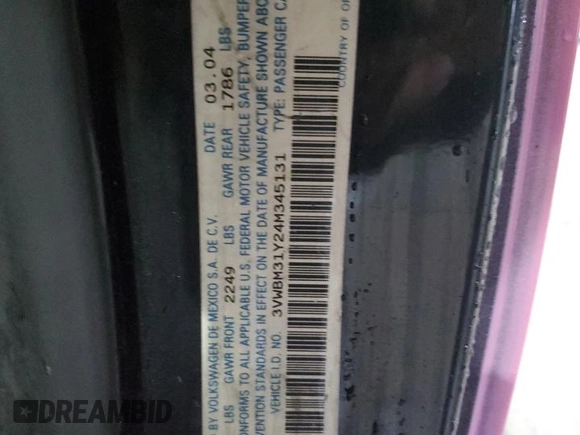 BY VOLKSWAGEN DE MEXICO S.A. DE C.V. DATE 03.04
LBS GAWR FRONT 2249 LBS GAWR REAR 1786 LBS
CONFORMS TO ALL APPLICABLE U.S. FEDERAL MOTOR VEHICLE SAFETY, BUMPER
STANDARDS IN EFFECT ON THE DATE OF MANUFACTURE SHOWN ABO
VEHICLE I.D. NO. 3VWBM31Y24M345131 TYPE: PASSENGER CA
COUNTRY OF OR
DREAMBID